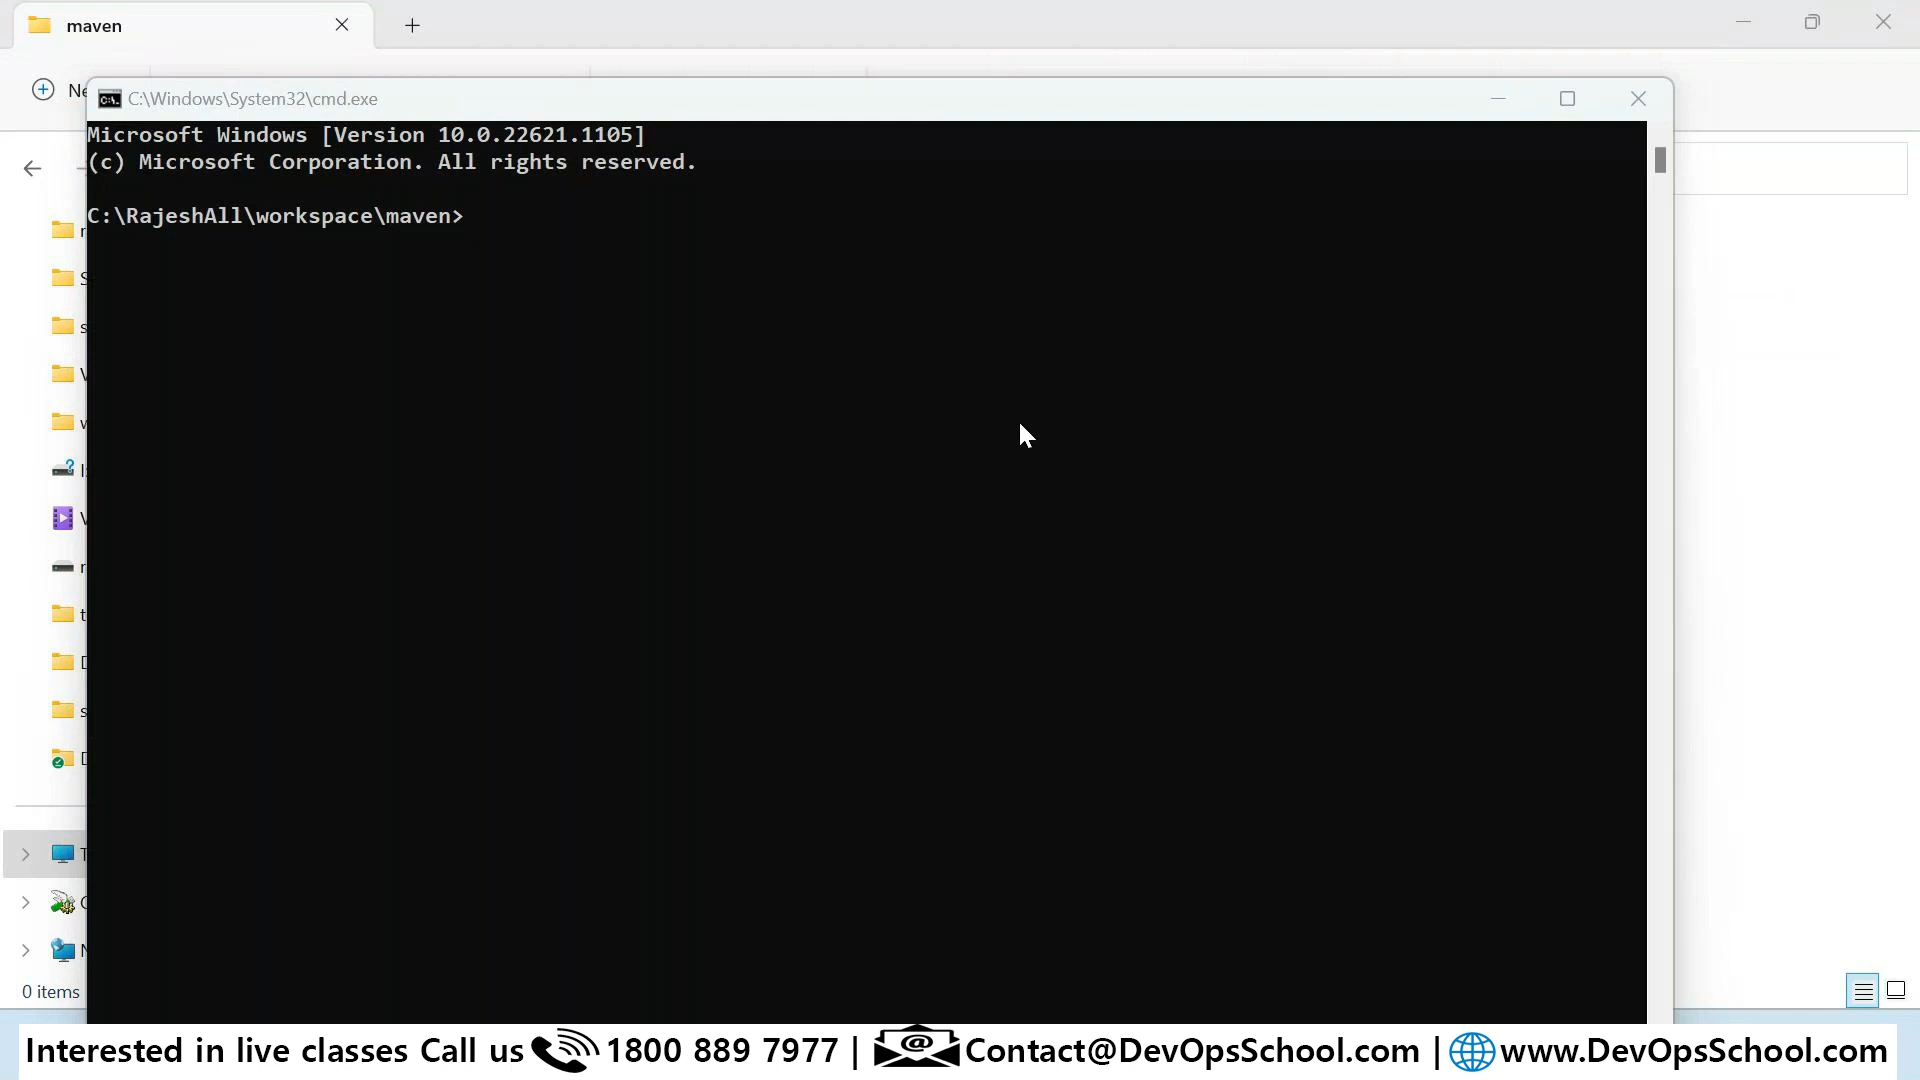 maven
C:\Windows\System32\cmd.exe
Microsoft Windows [Version 10.0.22621.1105]
(c) Microsoft Corporation. All rights reserved.
C:\RajeshAll\workspace\maven>
0 items
Interested in live classes Call us 1800 889 7977 | Contact@DevOpsSchool.com | www.DevOpsSchool.com